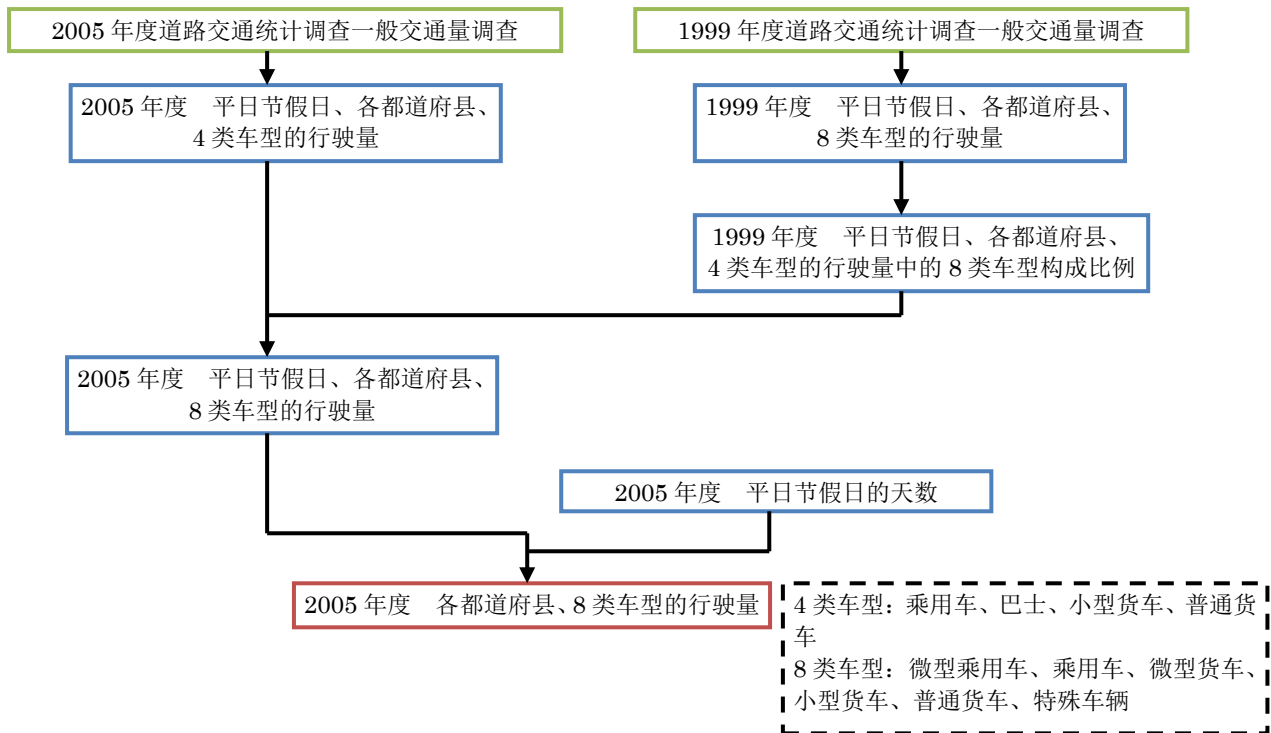 2005 年度道路交通统计调查一般交通量调查
1999 年度道路交通统计调查一般交通量调查
2005 年度　平日节假日、各都道府县、
4 类车型的行驶量
1999 年度　平日节假日、各都道府县、
8 类车型的行驶量
1999 年度　平日节假日、各都道府县、
4 类车型的行驶量中的 8 类车型构成比例
2005 年度　平日节假日、各都道府县、
8 类车型的行驶量
2005 年度　平日节假日的天数
2005 年度　各都道府县、8 类车型的行驶量
4 类车型：乘用车、巴士、小型货车、普通货
车
8 类车型：微型乘用车、乘用车、微型货车、
小型货车、普通货车、特殊车辆